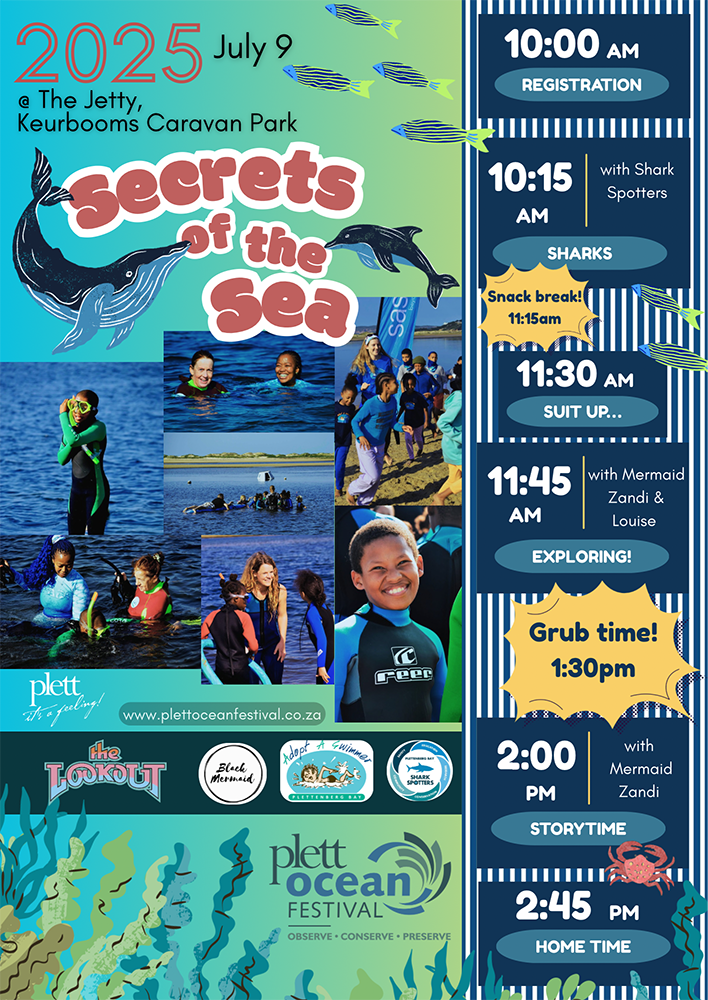 2025 July 9
@ The Jetty,
Keurbooms Caravan Park
Secrets
of the
Sea
sas
REEF
plett
it's a feeling!
www.plettoceanfestival.co.za
the
LOOKOUT
Black
Mermaid
Adopt A Swimmer
PLETTENBERG BAY
PLETTENBERG BAY
SHARK
SPOTTERS
plett
ocean
FESTIVAL
OBSERVE • CONSERVE • PRESERVE
10:00 AM
REGISTRATION
10:15
AM
with Shark
Spotters
SHARKS
Snack break!
11:15am
11:30 AM
SUIT UP...
11:45
AM
with Mermaid
Zandi &
Louise
EXPLORING!
Grub time!
1:30pm
2:00
PM
with
Mermaid
Zandi
STORYTIME
2:45 PM
HOME TIME